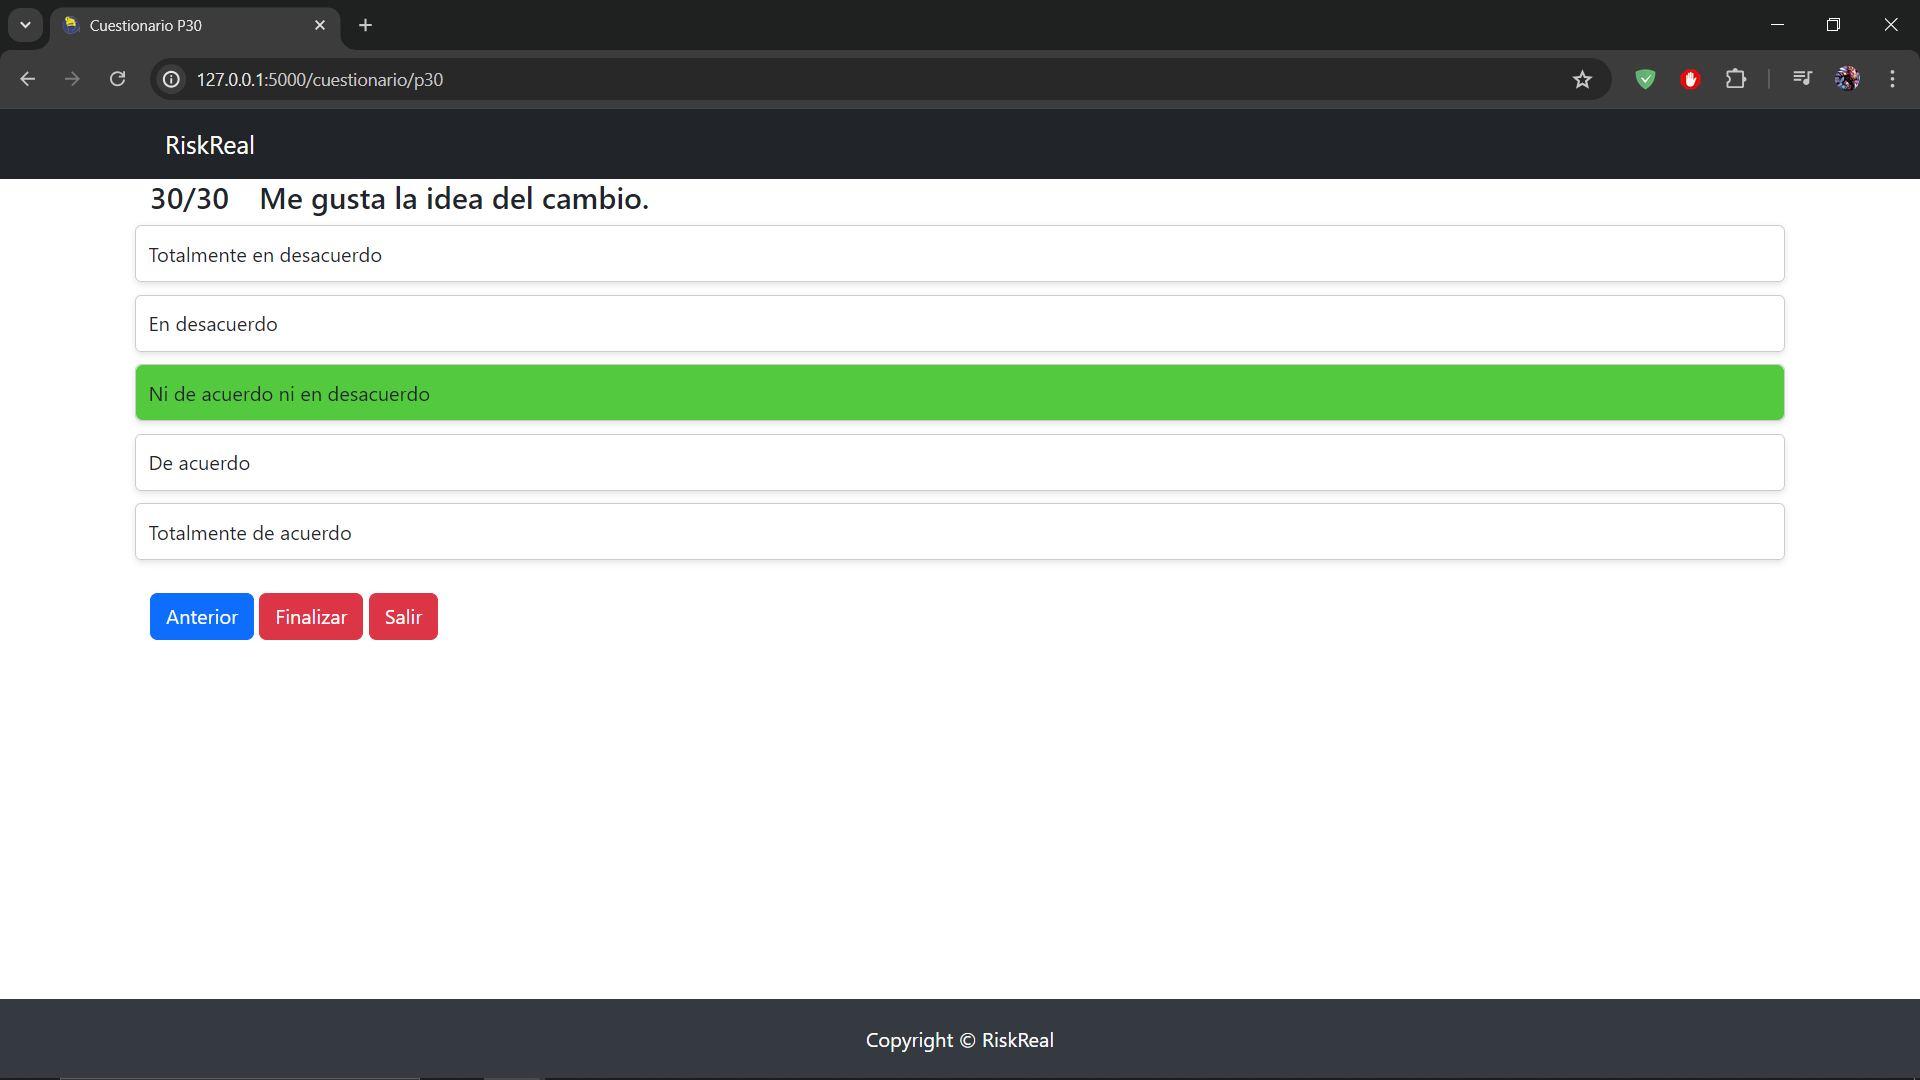 Cuestionario P30
127.0.0.1:5000/cuestionario/p30
RiskReal
30/30 Me gusta la idea del cambio.
Totalmente en desacuerdo
En desacuerdo
Ni de acuerdo ni en desacuerdo
De acuerdo
Totalmente de acuerdo
Anterior Finalizar Salir
Copyright © RiskReal